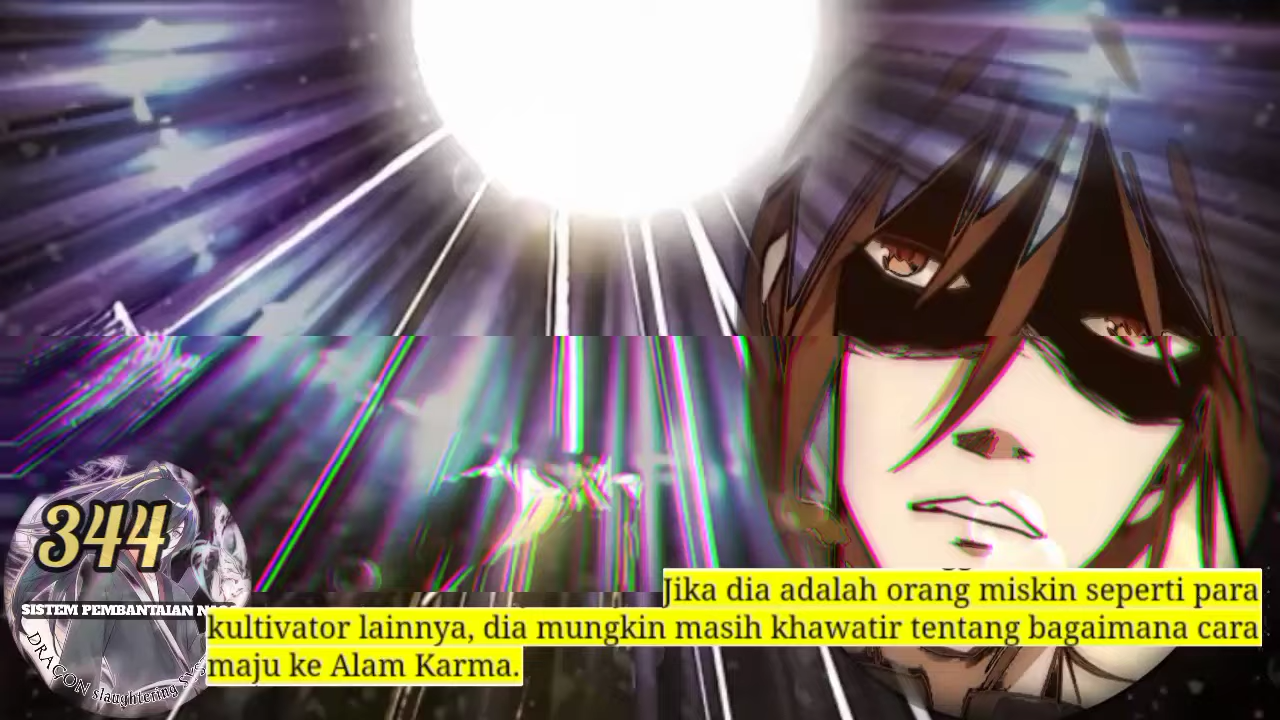 344
SISTEM PEMBANTAIAN
DRAGON slaughtering
Jika dia adalah orang miskin seperti para
kultivator lainnya, dia mungkin masih khawatir tentang bagaimana cara
maju ke Alam Karma.